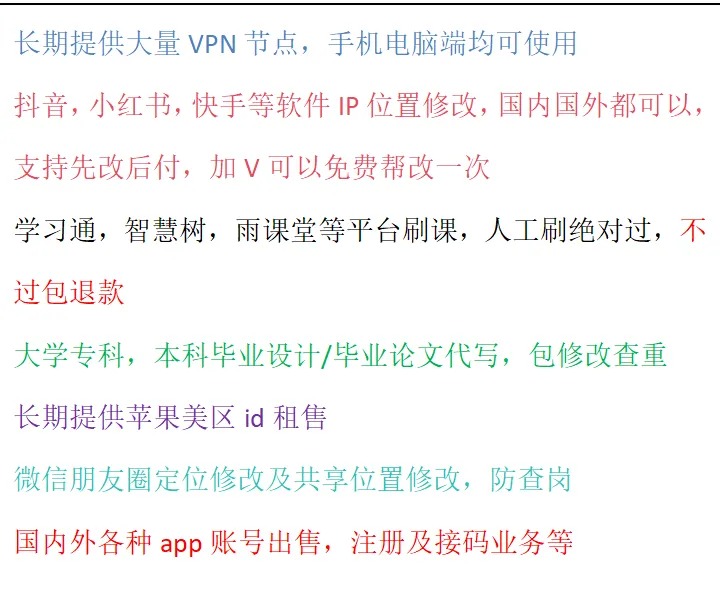 长期提供大量 VPN 节点，手机电脑端均可使用
抖音，小红书，快手等软件 IP 位置修改，国内国外都可以，
支持先改后付，加 V 可以免费帮改一次
学习通，智慧树，雨课堂等平台刷课，人工刷绝对过，不
过包退款
大学专科，本科毕业设计/毕业论文代写，包修改查重
长期提供苹果美区 id 租售
微信朋友圈定位修改及共享位置修改，防查岗
国内外各种 app 账号出售，注册及接码业务等